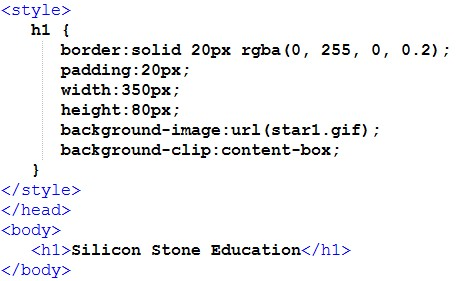 <style>
h1 {
border:solid 20px rgba(0, 255, 0, 0.2);
padding:20px;
width:350px;
height:80px;
background-image:url(star1.gif);
background-clip:content-box;
}
</style>
</head>
<body>
<h1>Silicon Stone Education</h1>
</body>